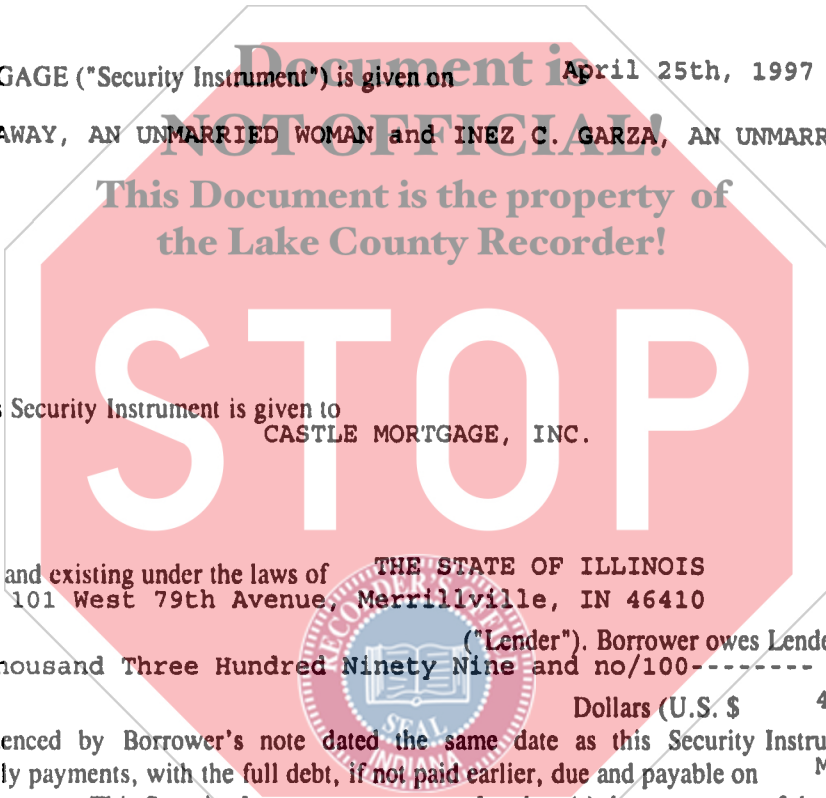 Document is
GAGE ("Security Instrument") is given on April 25th, 1997
NOT OFFICIAL!
AWAY, AN UNMARRIED WOMAN and INEZ C. GARZA, AN UNMARR
This Document is the property of
the Lake County Recorder!
STOP
Security Instrument is given to
CASTLE MORTGAGE, INC.
and existing under the laws of THE STATE OF ILLINOIS
101 West 79th Avenue, Merrillville, IN 46410
("Lender"). Borrower owes Lende
housand Three Hundred Ninety Nine and no/100--------
Dollars (U.S. $ 4
SEAL
enced by Borrower's note dated the same date as this Security Instru
INDIANA
ly payments, with the full debt, if not paid earlier, due and payable on M